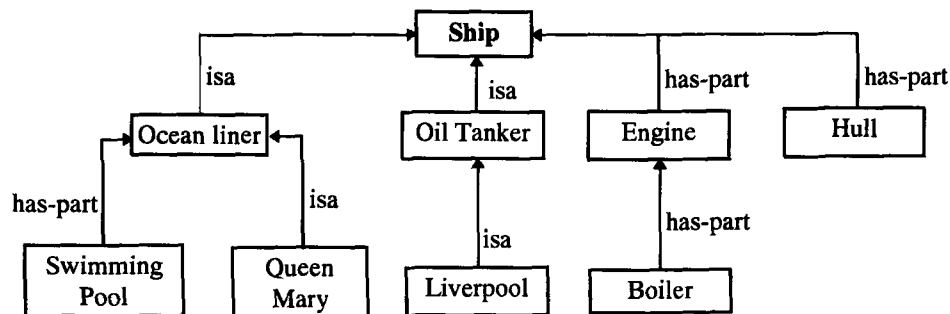 Ship
isa
isa
has-part
has-part
Ocean liner
Oil Tanker
Engine
Hull
has-part
isa
isa
has-part
Swimming
Pool
Queen
Mary
Liverpool
Boiler